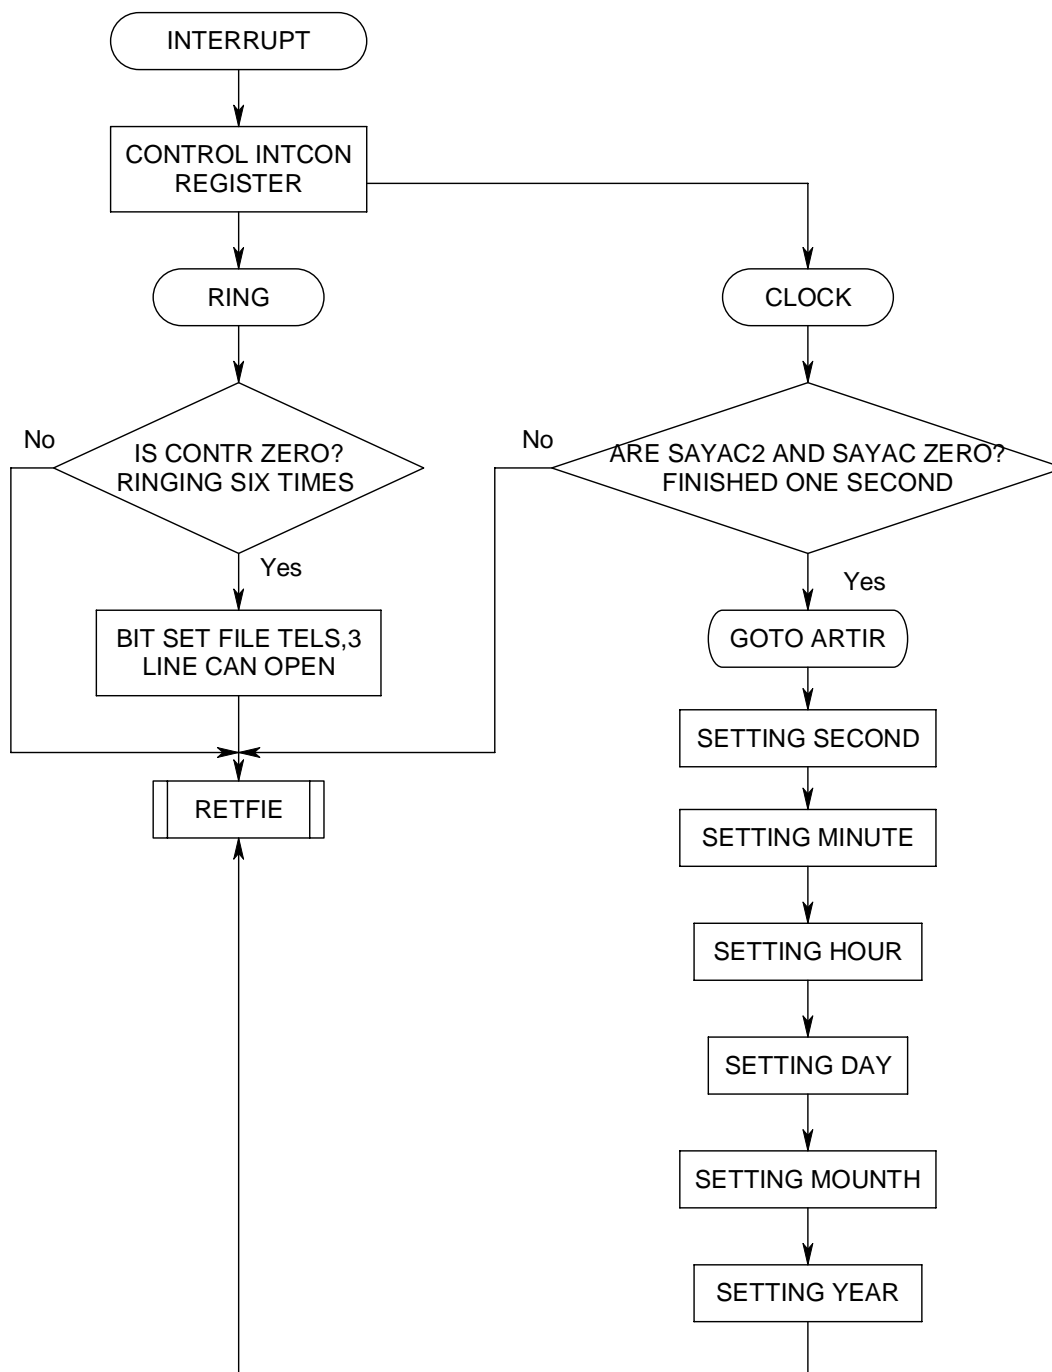 INTERRUPT
CONTROL INTCON
REGISTER
RING
CLOCK
No
IS CONTR ZERO?
RINGING SIX TIMES
Yes
No
ARE SAYAC2 AND SAYAC ZERO?
FINISHED ONE SECOND
Yes
BIT SET FILE TELS,3
LINE CAN OPEN
GOTO ARTIR
SETTING SECOND
RETFIE
SETTING MINUTE
SETTING HOUR
SETTING DAY
SETTING MOUNTH
SETTING YEAR